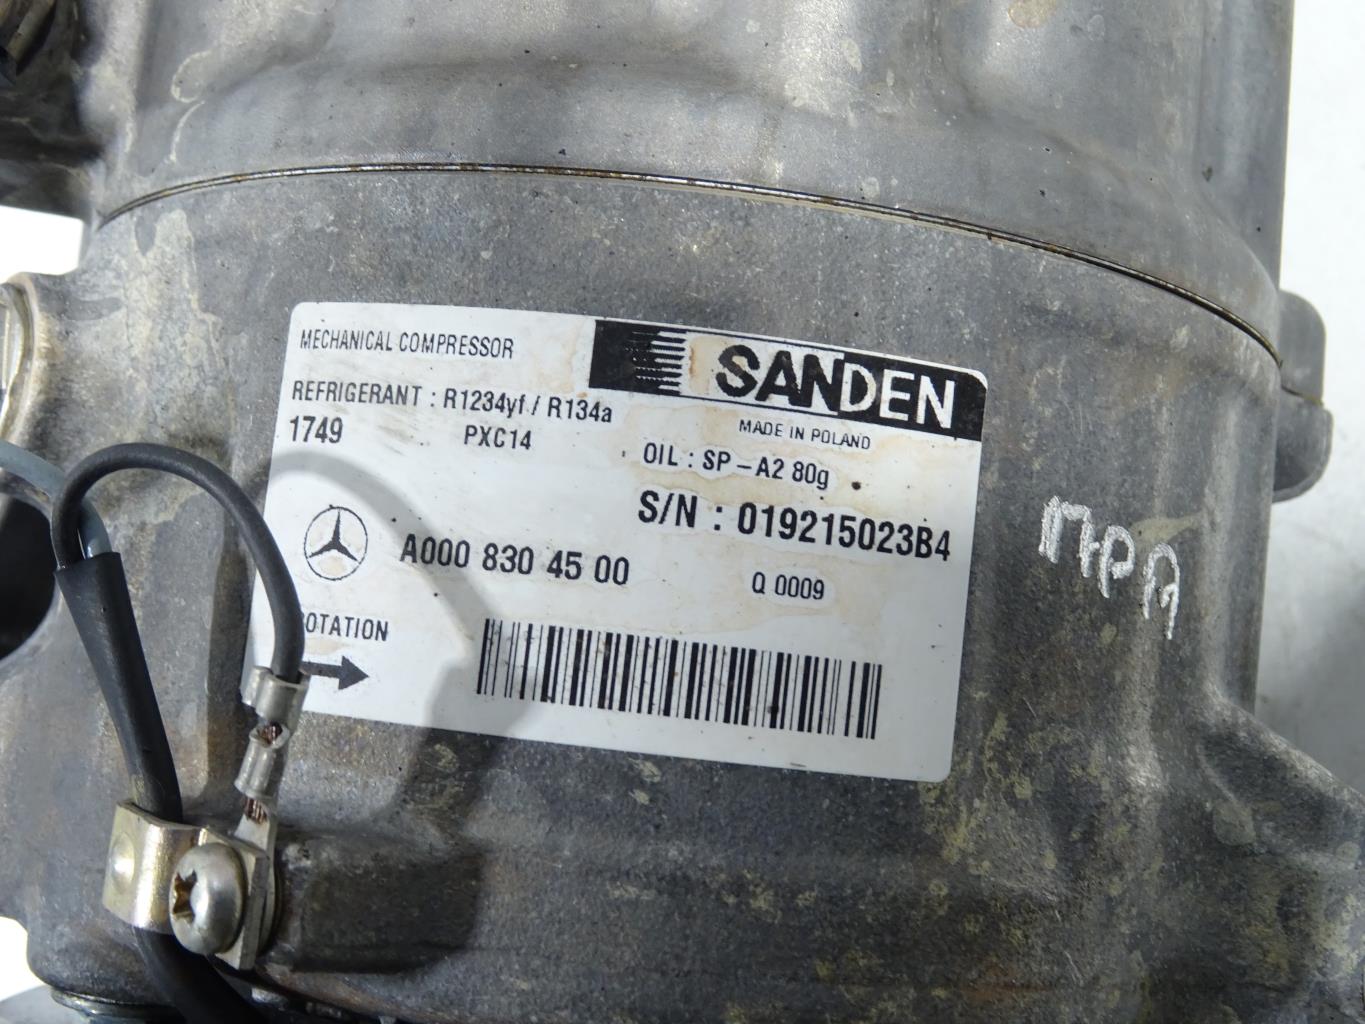 MECHANICAL COMPRESSOR
SANDEN
REFRIGERANT : R1234yf / R134a
MADE IN POLAND
1749 PXC14
OIL : SP-A2 80g
S/N : 019215023B4
A000 830 45 00
Q 0009
ROTATION
ПРА